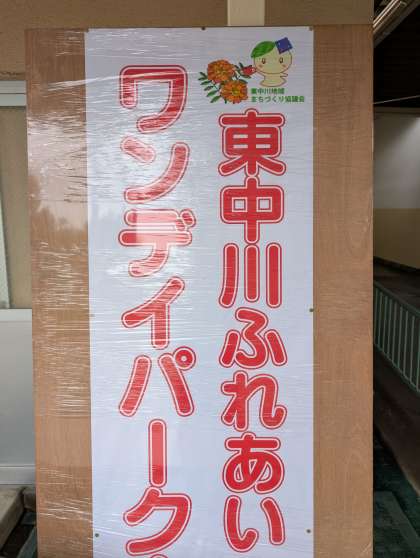 東中川地域
まちづくり協議会
東中川ふれあい
ワンディパーク